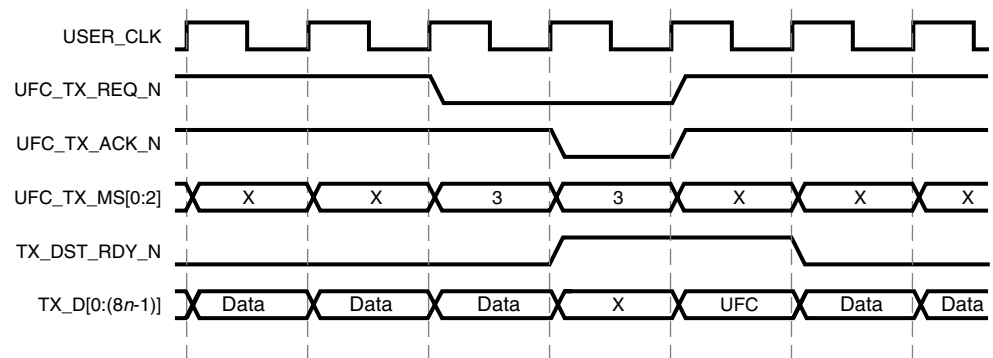 USER_CLK
UFC_TX_REQ_N
UFC_TX_ACK_N
UFC_TX_MS[0:2] X X 3 3 X X X
TX_DST_RDY_N
TX_D[0:(8n-1)] Data Data Data X UFC Data Data